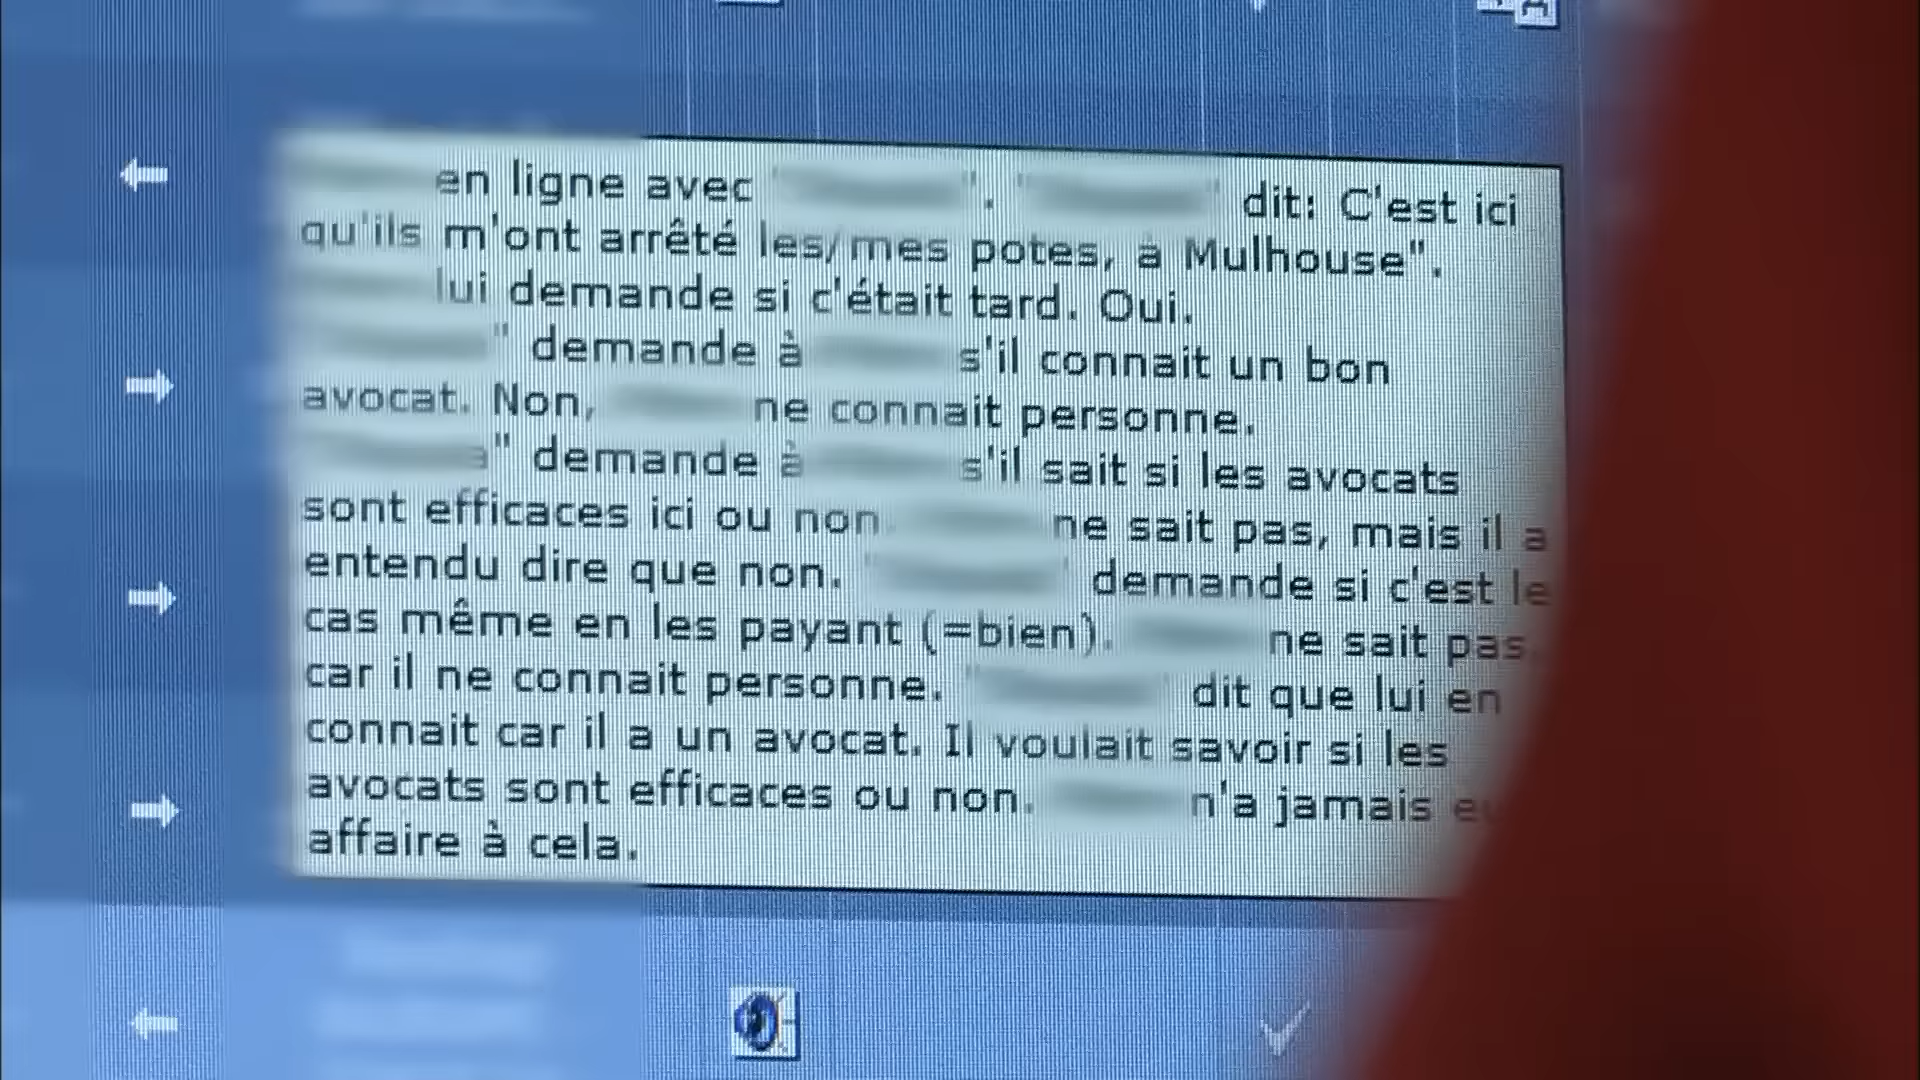 en ligne avec " ". " " dit: C'est ici
qu'ils m'ont arrêté les/mes potes, à Mulhouse".
lui demande si c'était tard. Oui.
" demande à s'il connait un bon
avocat. Non, ne connait personne.
a" demande à s'il sait si les avocats
sont efficaces ici ou non. ne sait pas, mais il a
entendu dire que non. " " demande si c'est le
cas même en les payant (=bien). ne sait pas
car il ne connait personne. " " dit que lui en
connait car il a un avocat. Il voulait savoir si les
avocats sont efficaces ou non. n'a jamais eu
affaire à cela.